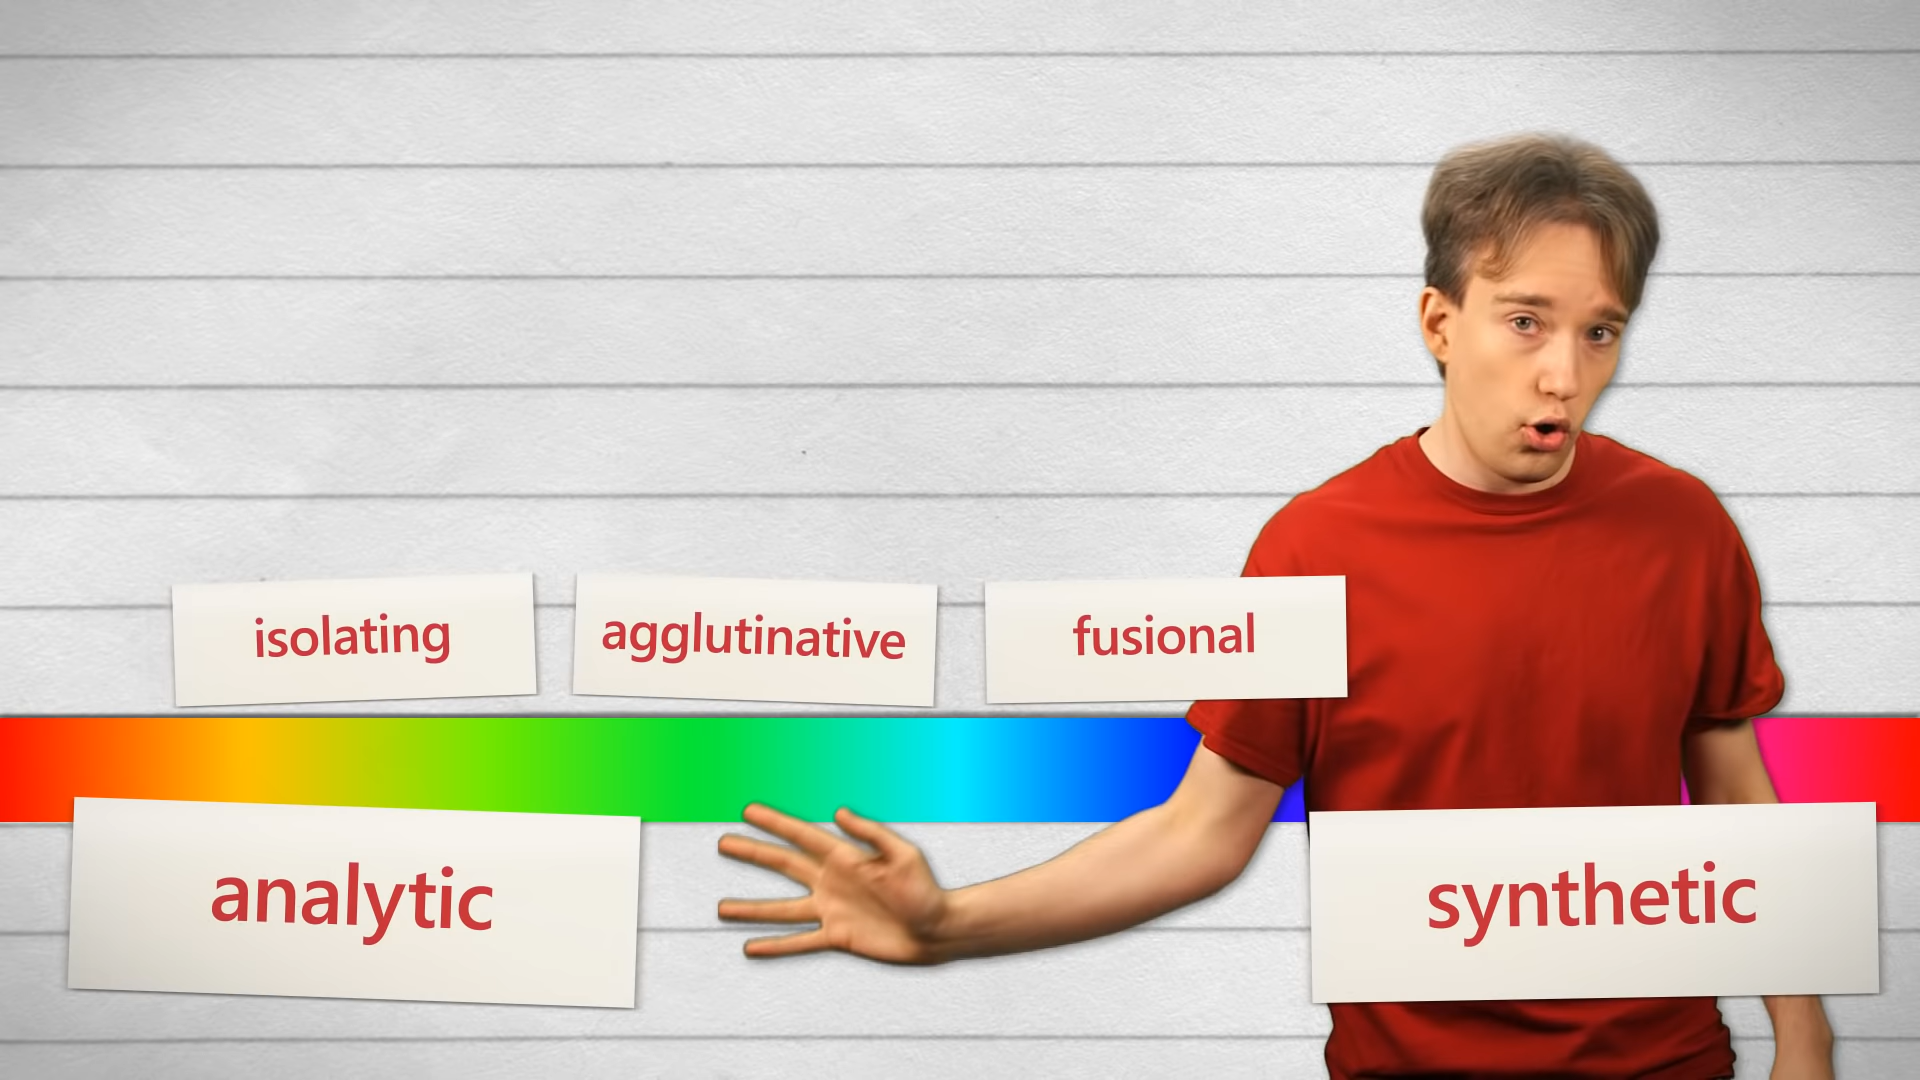 isolating
agglutinative
fusional
analytic
synthetic